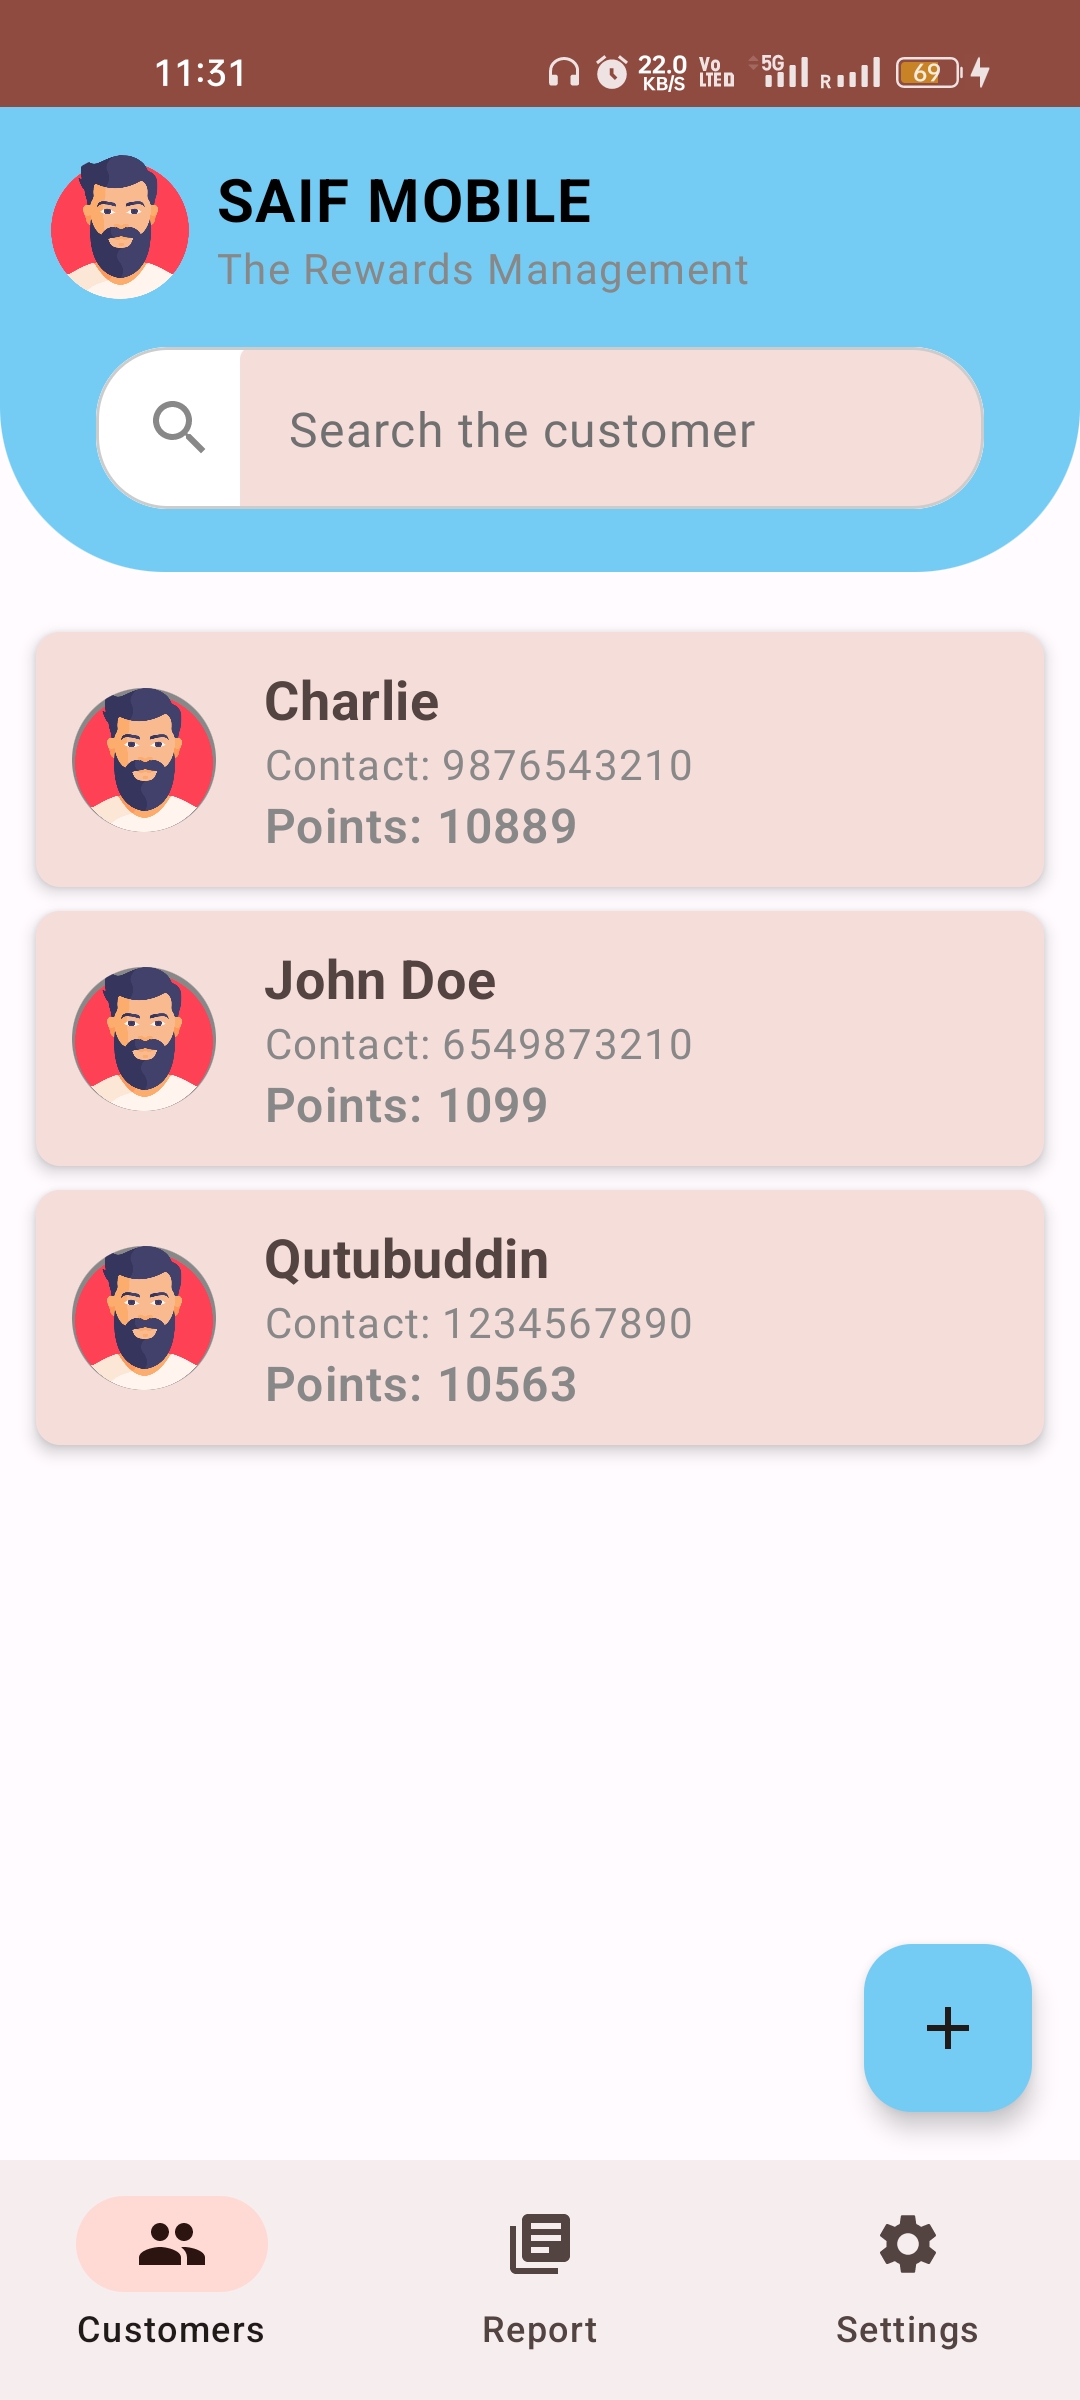 11:31
22.0
KB/S
Vo
LTE
5G
R
69
SAIF MOBILE
The Rewards Management
Search the customer
Charlie
Contact: 9876543210
Points: 10889
John Doe
Contact: 6549873210
Points: 1099
Qutubuddin
Contact: 1234567890
Points: 10563
Customers
Report
Settings